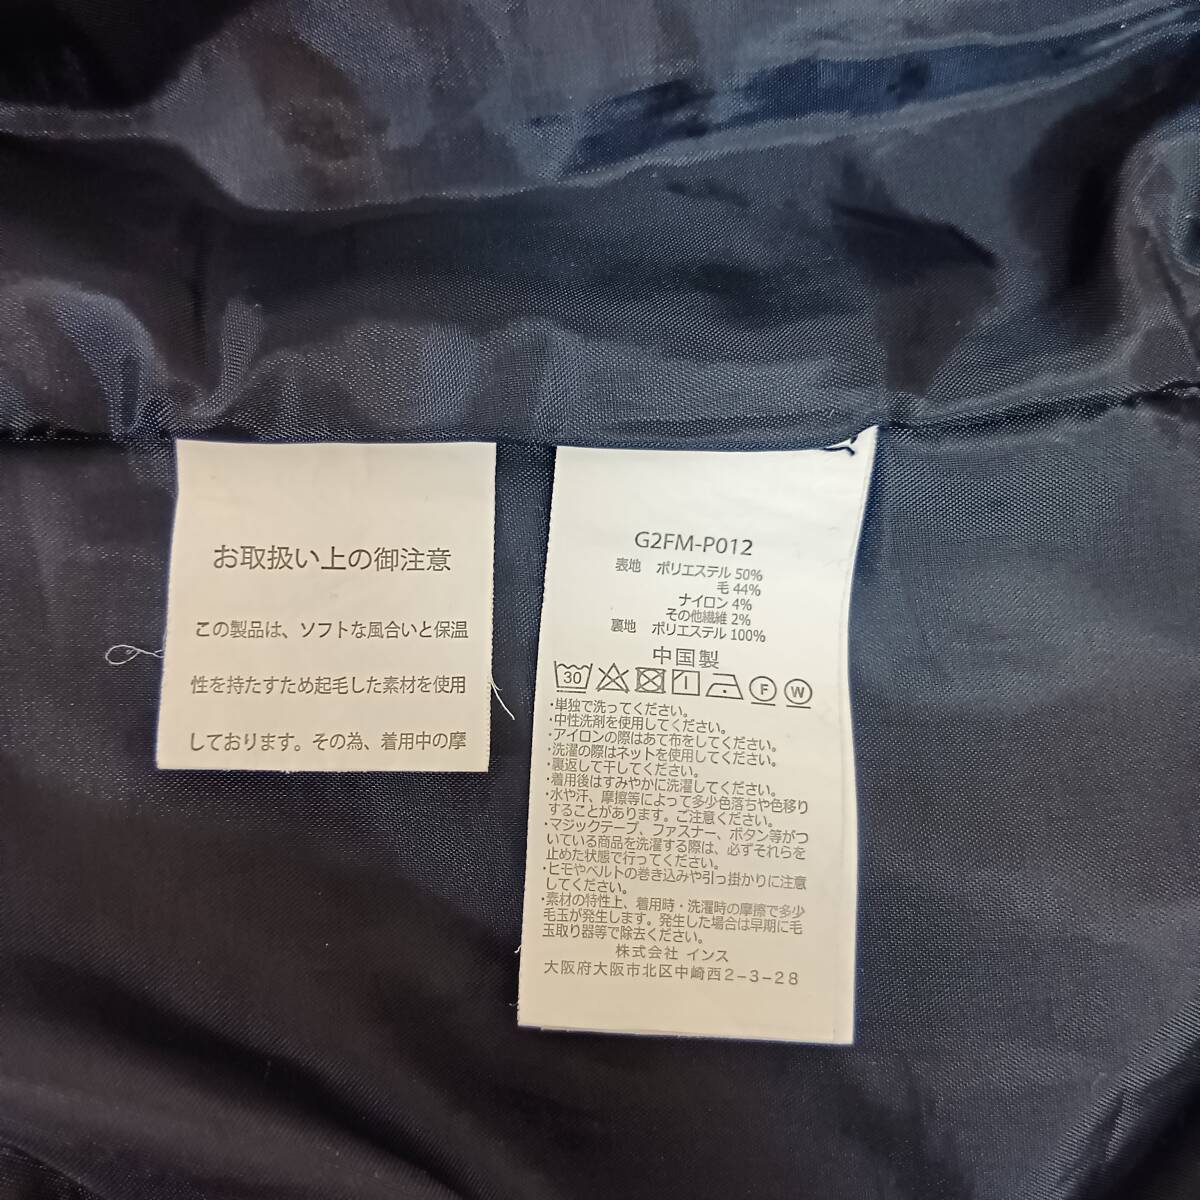 お取扱い上の御注意
この製品は、ソフトな風合いと保温
性を持たすため起毛した素材を使用
しております。その為、着用中の摩
G2FM-P012
表地 ポリエステル 50%
毛 44%
ナイロン 4%
その他繊維 2%
裏地 ポリエステル 100%
中国製
30 F W
・単独で洗ってください。
・中性洗剤を使用してください。
・アイロンの際はあて布をしてください。
・洗濯の際はネットを使用してください。
・裏返して干してください。
・着用後はすみやかに洗濯してください。
・水や汗、摩擦等によって多少色落ちや色移り
することがあります。ご注意ください。
・マジックテープ、ファスナー、ボタン等がつ
いている商品を洗濯する際は、必ずそれらを
止めた状態で行ってください。
・ヒモやベルトの巻き込みや引っ掛かりに注意
してください。
・素材の特性上、着用時・洗濯時の摩擦で多少
毛玉が発生します。発生した場合は早期に毛
玉取り器等で除去ください。
株式会社 インス
大阪府大阪市北区中崎西2-3-28